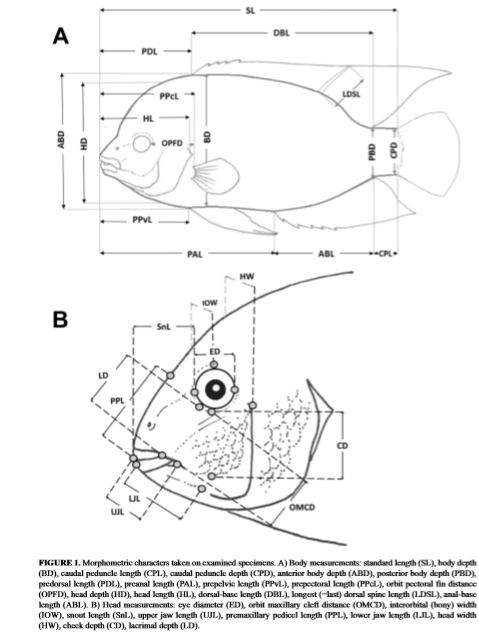 A
SL
DBL
PDL
PPcL
LDSL
HL
OPFD
ABD
HD
BD
PBD
CPD
PPvL
PAL
ABL
CPL
B
HW
IOW
SnL
ED
LD
PPL
CD
LJL
UJL
OMCD
FIGURE 1. Morphometric characters taken on examined specimens. A) Body measurements: standard length (SL), body depth
(BD), caudal peduncle length (CPL), caudal peduncle depth (CPD), anterior body depth (ABD), posterior body depth (PBD),
predorsal length (PDL), preanal length (PAL), prepelvic length (PPvL), prepectoral length (PPcL), orbit pectoral fin distance
(OPFD), head depth (HD), head length (HL), dorsal-base length (DBL), longest (=last) dorsal spine length (LDSL), anal-base
length (ABL). B) Head measurements: eye diameter (ED), orbit maxillary cleft distance (OMCD), interorbital (bony) width
(IOW), snout length (SnL), upper jaw length (UJL), premaxillary pedicel length (PPL), lower jaw length (LJL), head width
(HW), cheek depth (CD), lacrimal depth (LD).